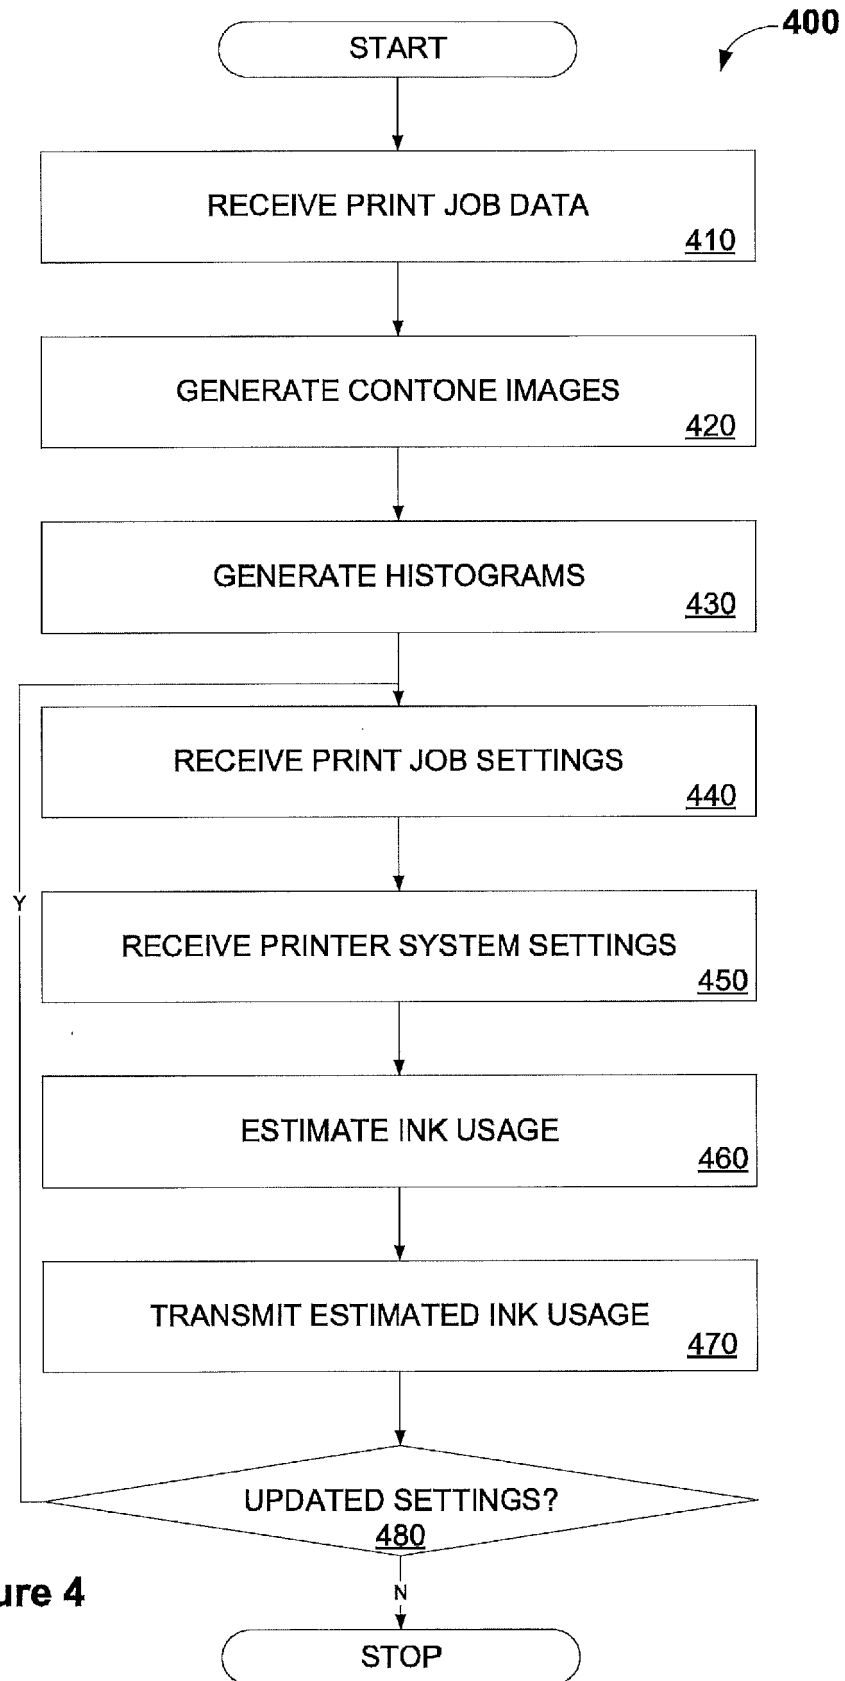 400
START
RECEIVE PRINT JOB DATA
410
GENERATE CONTONE IMAGES
420
GENERATE HISTOGRAMS
430
RECEIVE PRINT JOB SETTINGS
440
Y
RECEIVE PRINTER SYSTEM SETTINGS
450
ESTIMATE INK USAGE
460
TRANSMIT ESTIMATED INK USAGE
470
UPDATED SETTINGS?
480
ure 4
N
STOP